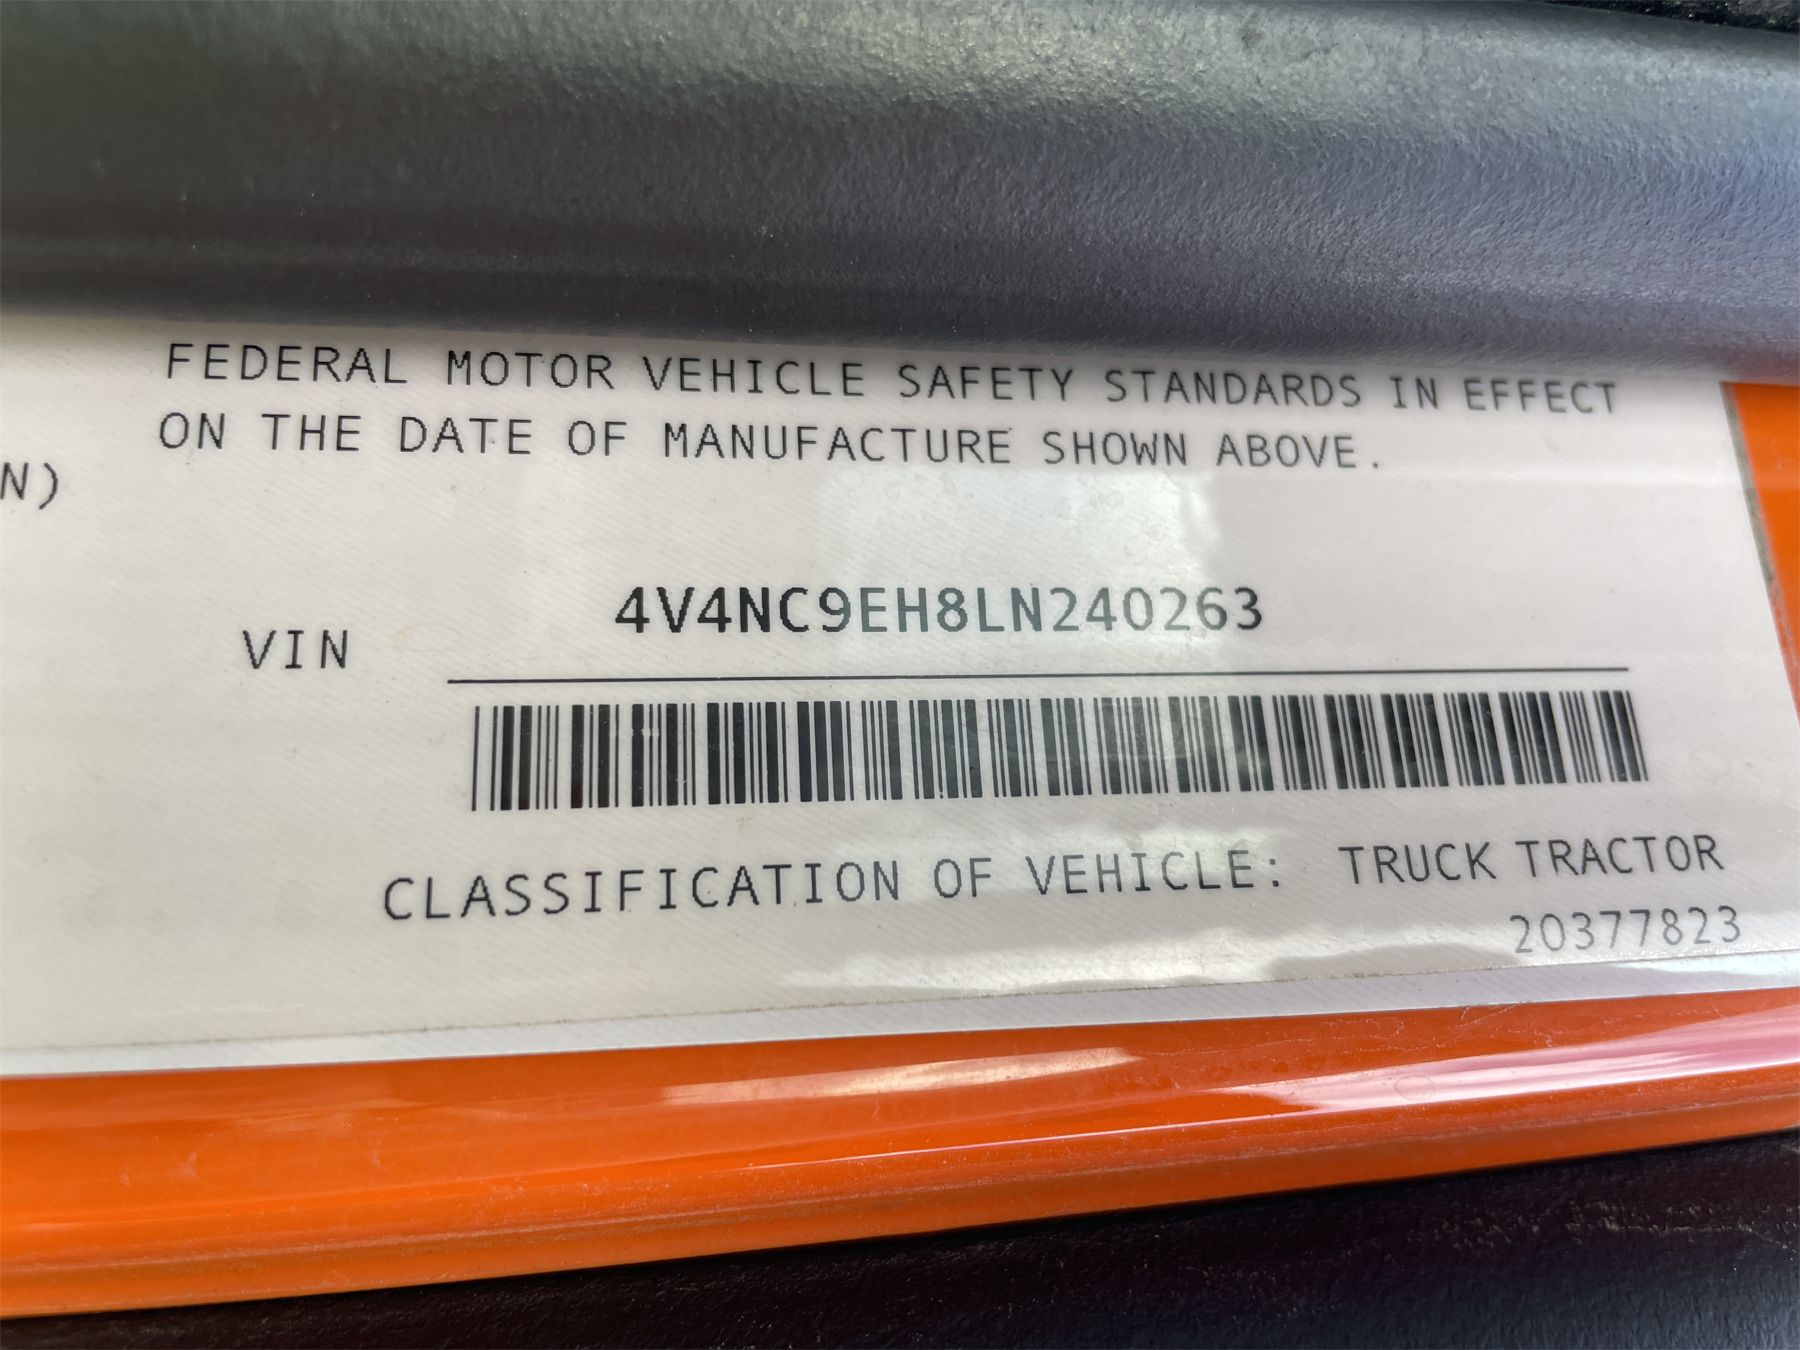 FEDERAL MOTOR VEHICLE SAFETY STANDARDS IN EFFECT
ON THE DATE OF MANUFACTURE SHOWN ABOVE.
N)
VIN 4V4NC9EH8LN240263
CLASSIFICATION OF VEHICLE: TRUCK TRACTOR
20377823